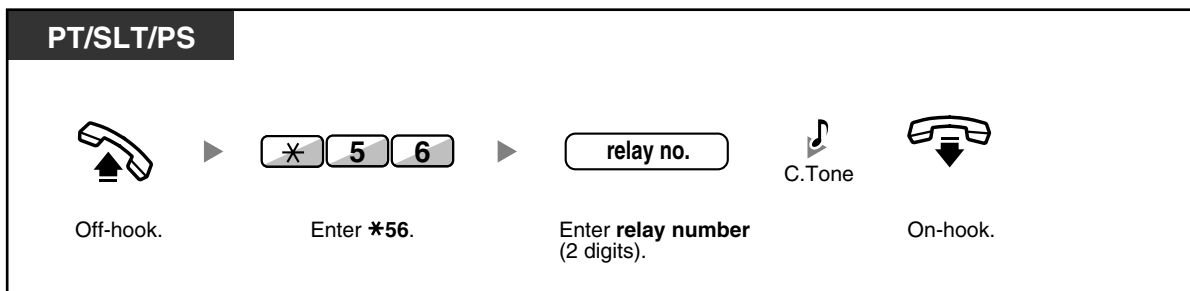 PT/SLT/PS
✱ 5 6
relay no.
C.Tone
Off-hook.
Enter ✱56.
Enter relay number
(2 digits).
On-hook.